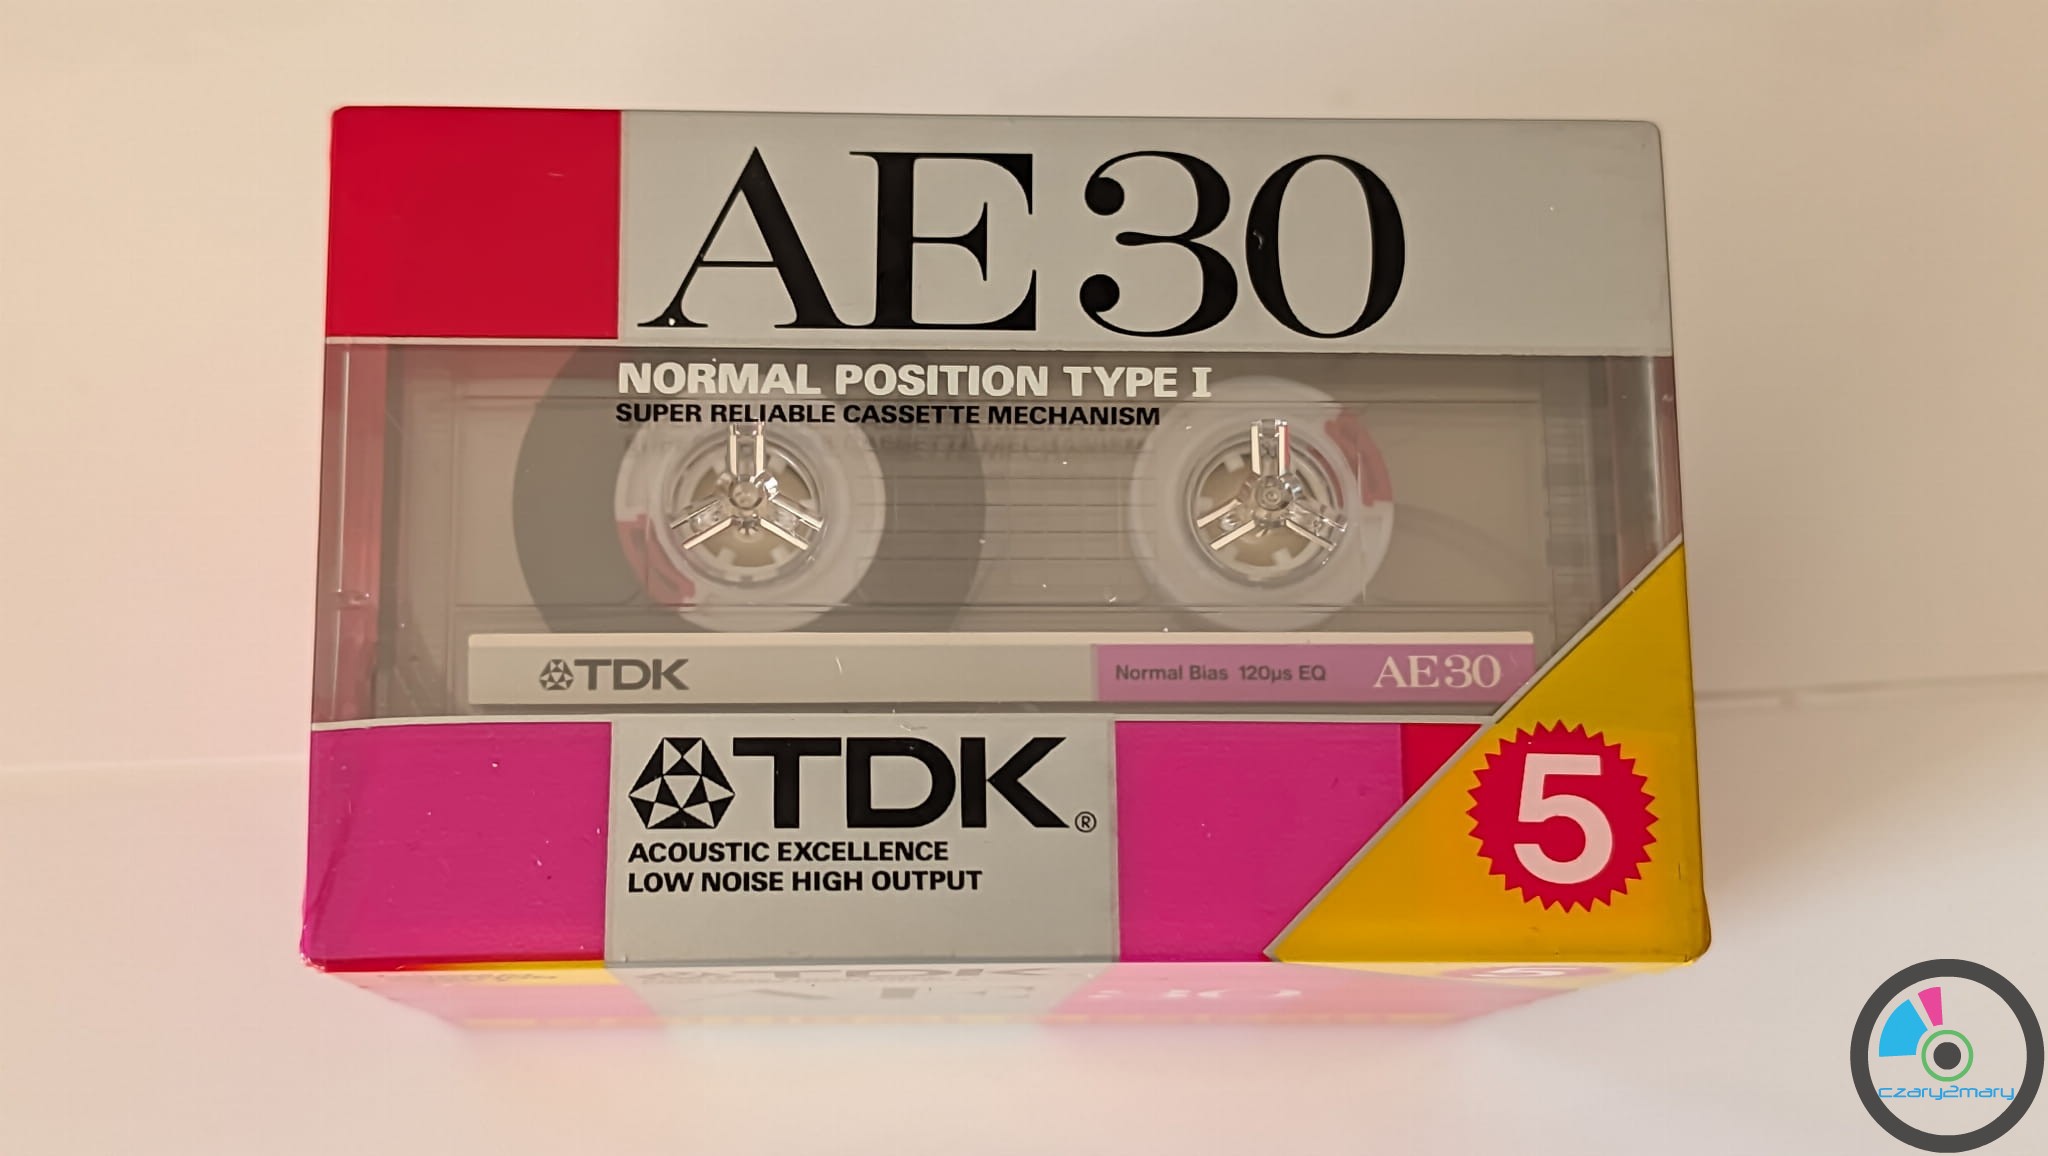 AE30
NORMAL POSITION TYPE I
SUPER RELIABLE CASSETTE MECHANISM
TDK
Normal Bias 120μs EQ AE30
TDK®
ACOUSTIC EXCELLENCE
LOW NOISE HIGH OUTPUT
5
czary2mary